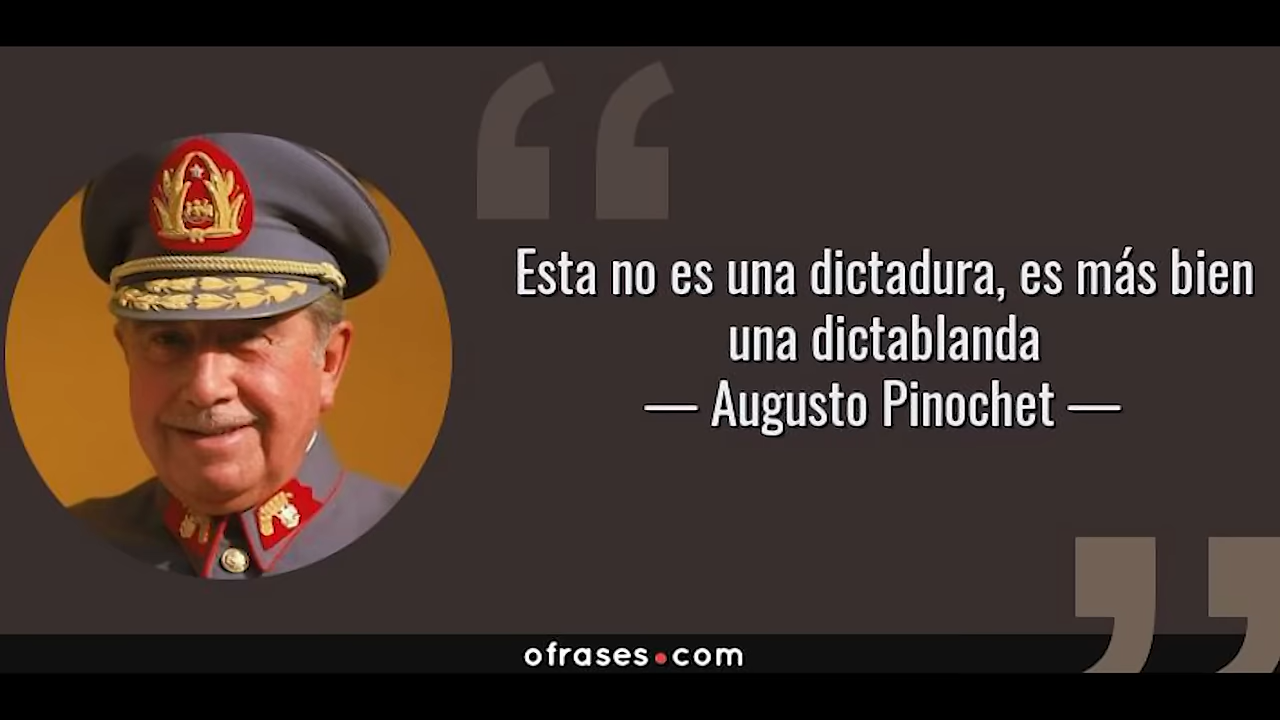 Esta no es una dictadura, es más bien
una dictablanda
— Augusto Pinochet —
ofrases.com